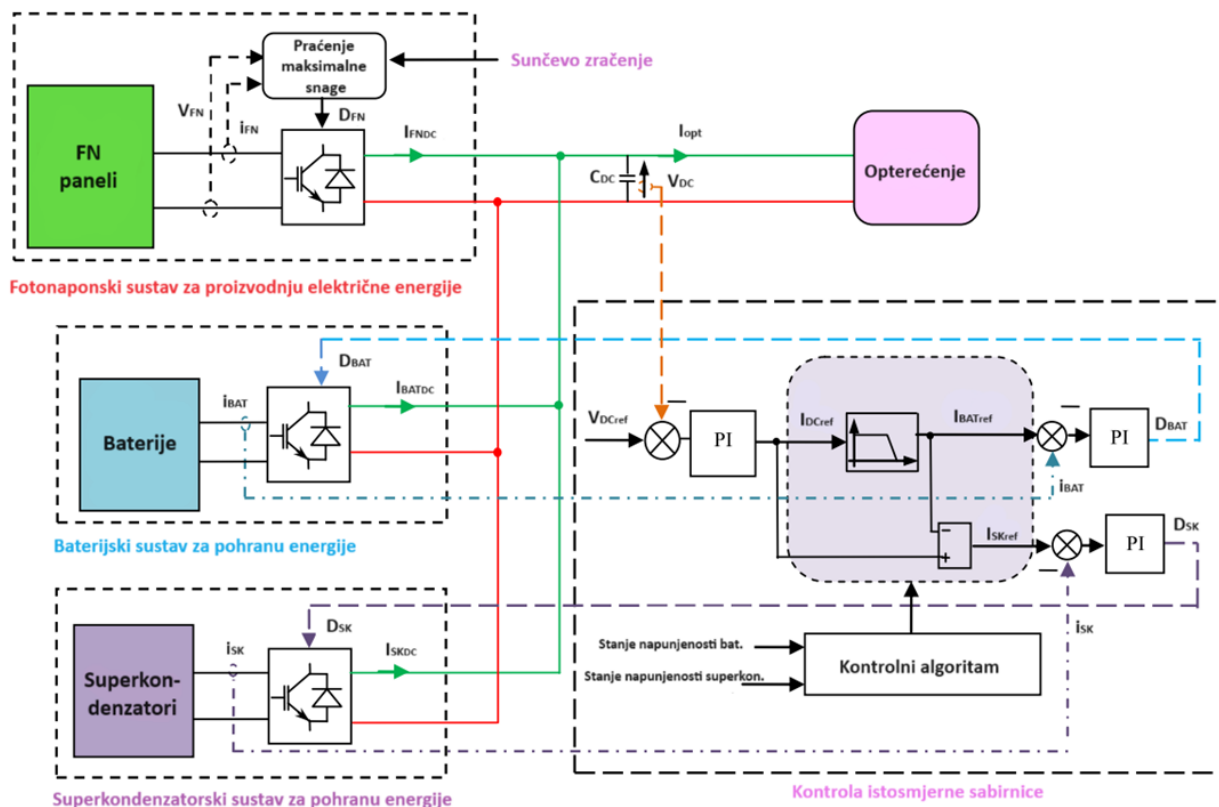 Praćenje
maksimalne
snage
Sunčevo zračenje
VFN
iFN
DFN
FN
paneli
IFNDC
Iopt
CDC
VDC
Opterećenje
Fotonaponski sustav za proizvodnju električne energije
DBAT
iBAT
IBATDC
Baterije
VDCref
PI
IDCref
IBATref
PI
DBAT
iBAT
Baterijski sustav za pohranu energije
ISKref
PI
DSK
DSK
iSK
ISKDC
iSK
Superkon-
denzatori
Stanje napunjenosti bat.
Stanje napunjenosti superkon.
Kontrolni algoritam
Superkondenzatorski sustav za pohranu energije
Kontrola istosmjerne sabirnice